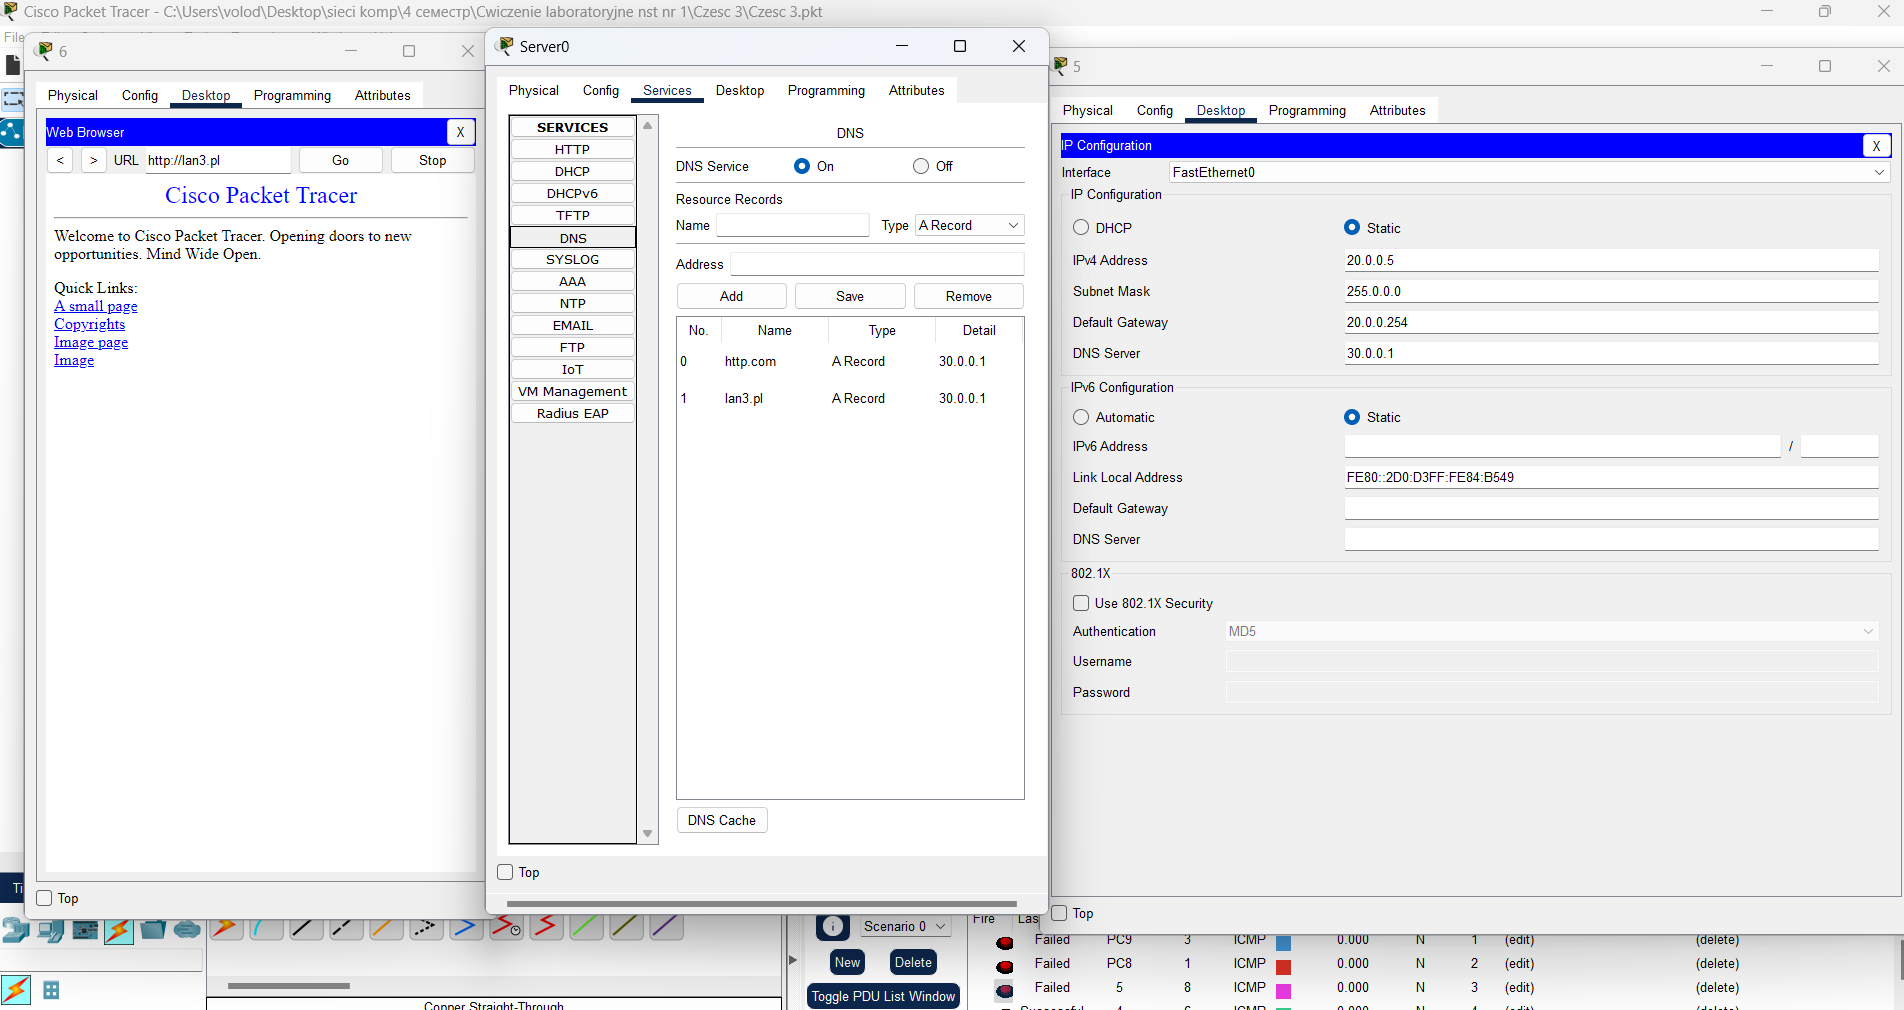 Cisco Packet Tracer - C:\Users\volod\Desktop\sieci komp\4 семестр\Cwiczenie laboratoryjne nst nr 1\Czesc 3\Czesc 3.pkt
File
6
Physical Config Desktop Programming Attributes
Web Browser X
< > URL http://lan3.pl Go Stop
Cisco Packet Tracer
Welcome to Cisco Packet Tracer. Opening doors to new
opportunities. Mind Wide Open.
Quick Links:
A small page
Copyrights
Image page
Image
Top
Server0
Physical Config Services Desktop Programming Attributes
SERVICES
HTTP
DHCP
DHCPv6
TFTP
DNS
SYSLOG
AAA
NTP
EMAIL
FTP
IoT
VM Management
Radius EAP
DNS
DNS Service On Off
Resource Records
Name Type A Record
Address
Add Save Remove
No. Name Type Detail
0 http.com A Record 30.0.0.1
1 lan3.pl A Record 30.0.0.1
DNS Cache
Top
5
Physical Config Desktop Programming Attributes
IP Configuration X
Interface FastEthernet0
IP Configuration
DHCP Static
IPv4 Address 20.0.0.5
Subnet Mask 255.0.0.0
Default Gateway 20.0.0.254
DNS Server 30.0.0.1
IPv6 Configuration
Automatic Static
IPv6 Address /
Link Local Address FE80::2D0:D3FF:FE84:B549
Default Gateway
DNS Server
802.1X
Use 802.1X Security
Authentication MD5
Username
Password
Top
Ti
Copper Straight-Through
Scenario 0
New Delete
Toggle PDU List Window
Fire Las
Failed PC9 3 ICMP 0.000 N 1 (edit) (delete)
Failed PC8 1 ICMP 0.000 N 2 (edit) (delete)
Failed 5 8 ICMP 0.000 N 3 (edit) (delete)